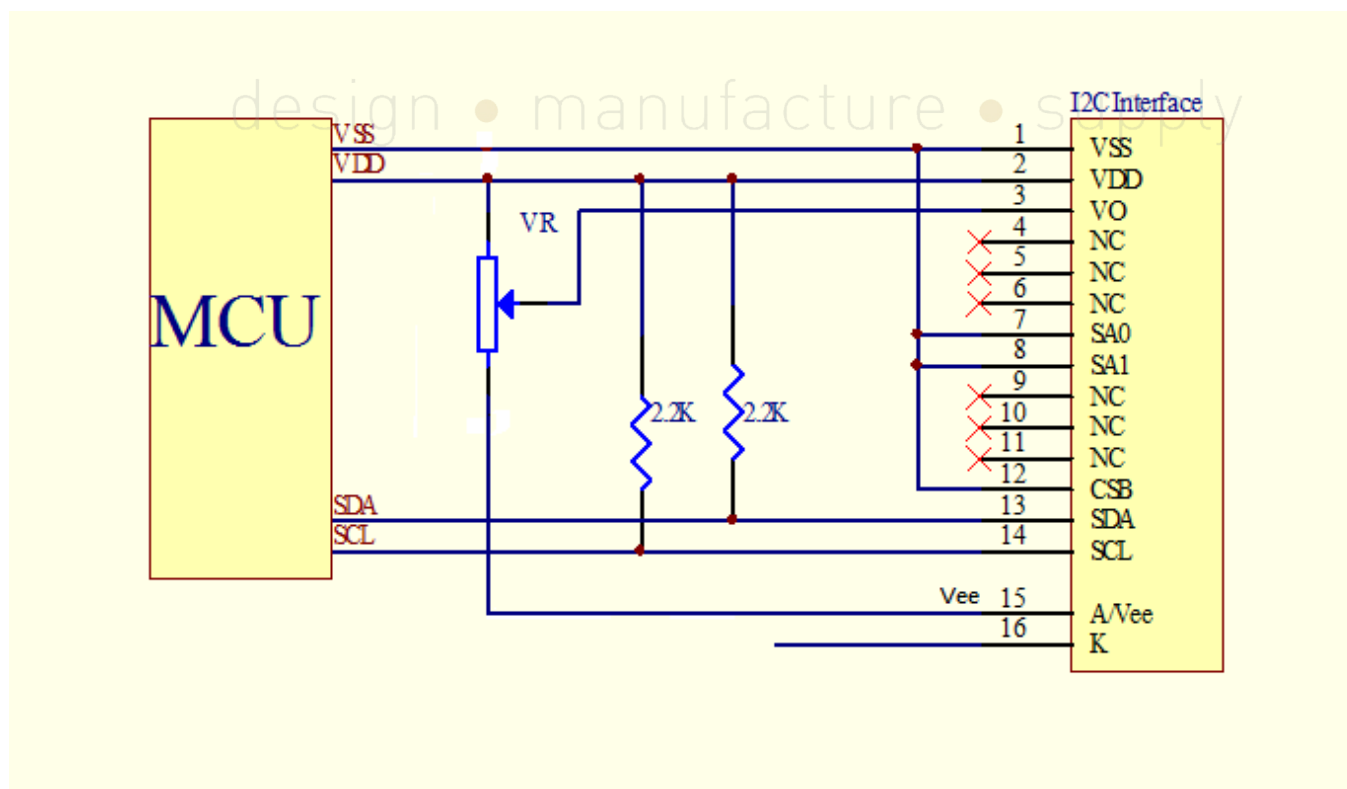 design • manufacture • supply
I2C Interface
VSS
VDD
VR
MCU
2.2K
2.2K
SDA
SCL
1 VSS
2 VDD
3 VO
4 NC
5 NC
6 NC
7 SA0
8 SA1
9 NC
10 NC
11 NC
12 CSB
13 SDA
14 SCL
Vee 15 A/Vee
16 K